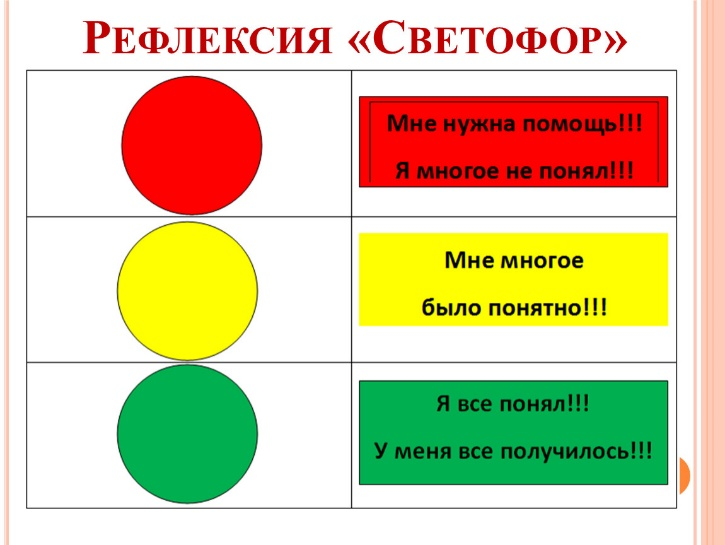 Рефлексия «Светофор»
Мне нужна помощь!!!
Я многое не понял!!!
Мне многое
было понятно!!!
Я все понял!!!
У меня все получилось!!!